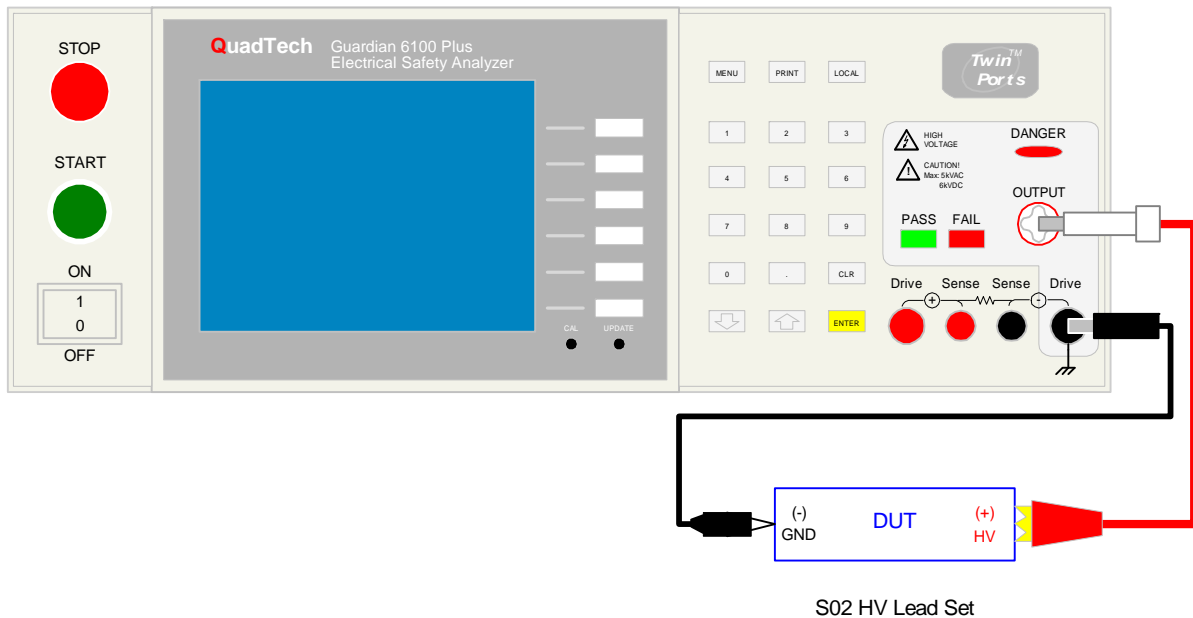 STOP
START
ON
1
0
OFF
QuadTech Guardian 6100 Plus
Electrical Safety Analyzer
CAL UPDATE
MENU PRINT LOCAL
1 2 3
4 5 6
7 8 9
0 . CLR
ENTER
Twin TM
Ports
HIGH
VOLTAGE
CAUTION!
Max: 5kVAC
6kVDC
DANGER
OUTPUT
PASS FAIL
Drive Sense Sense Drive
+ -
(-)
GND
DUT
(+)
HV
S02 HV Lead Set